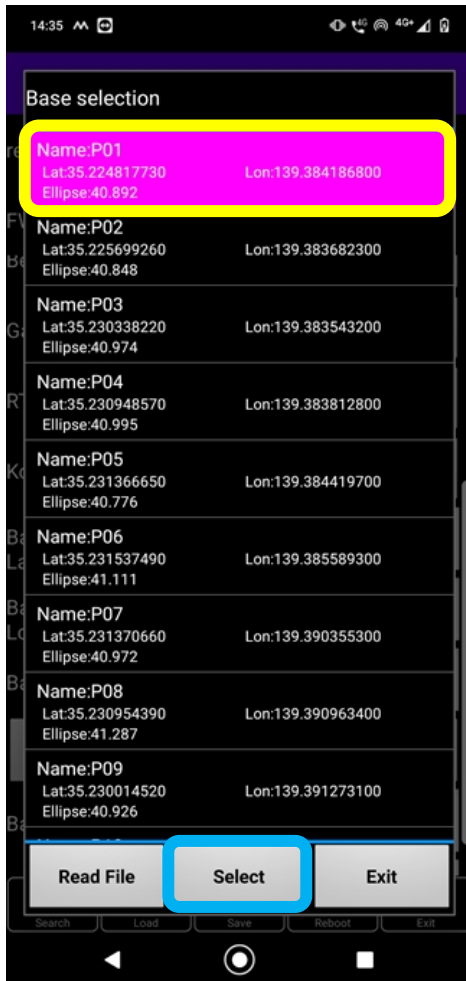 14:35
4G 4G+
Base selection
Name:P01
Lat:35.224817730 Lon:139.384186800
Ellipse:40.892
Name:P02
Lat:35.225699260 Lon:139.383682300
Ellipse:40.848
Name:P03
Lat:35.230338220 Lon:139.383543200
Ellipse:40.974
Name:P04
Lat:35.230948570 Lon:139.383812800
Ellipse:40.995
Name:P05
Lat:35.231366650 Lon:139.384419700
Ellipse:40.776
Name:P06
Lat:35.231537490 Lon:139.385589300
Ellipse:41.111
Name:P07
Lat:35.231370660 Lon:139.390355300
Ellipse:40.972
Name:P08
Lat:35.230954390 Lon:139.390963400
Ellipse:41.287
Name:P09
Lat:35.230014520 Lon:139.391273100
Ellipse:40.926
Read File Select Exit
Search Load Save Reboot Exit